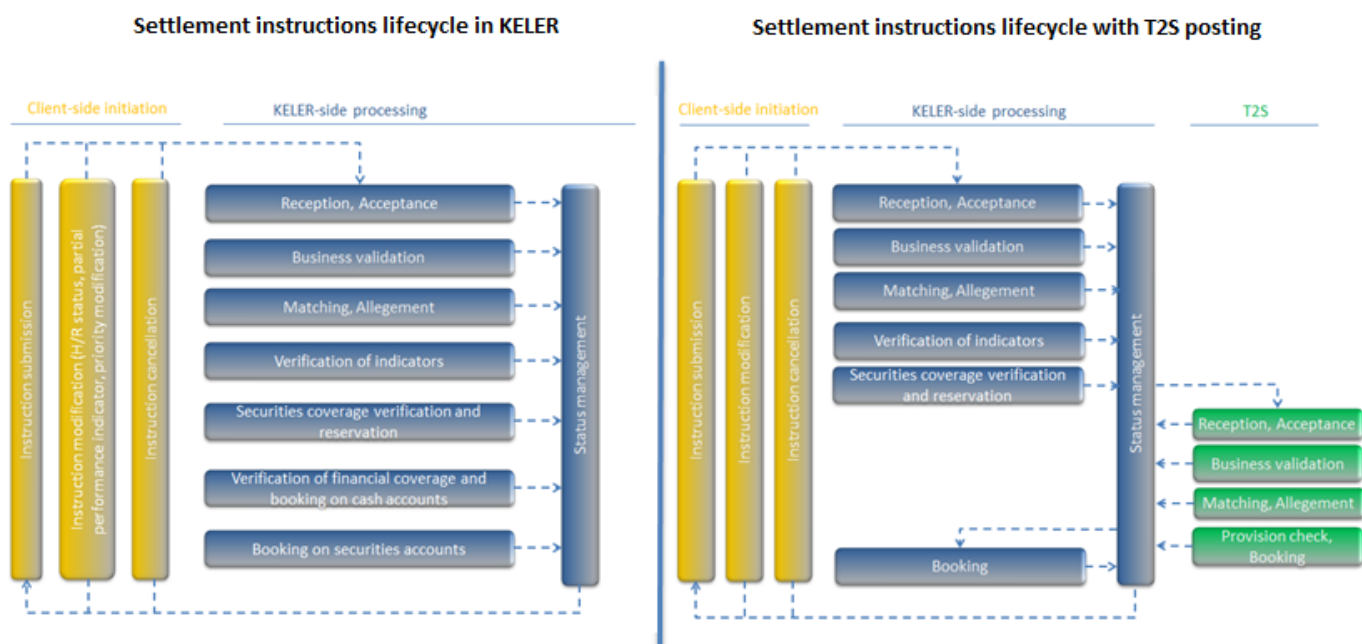 Settlement instructions lifecycle in KELER
Client-side initiation
KELER-side processing
Instruction submission
Instruction modification (H/R status, partial
performance indicator, priority modification)
Instruction cancellation
Reception, Acceptance
Business validation
Matching, Allegement
Verification of indicators
Securities coverage verification and
reservation
Verification of financial coverage and
booking on cash accounts
Booking on securities accounts
Status management
Settlement instructions lifecycle with T2S posting
Client-side initiation
KELER-side processing
T2S
Instruction submission
Instruction modification
Instruction cancellation
Reception, Acceptance
Business validation
Matching, Allegement
Verification of indicators
Securities coverage verification
and reservation
Booking
Status management
Reception, Acceptance
Business validation
Matching, Allegement
Provision check,
Booking